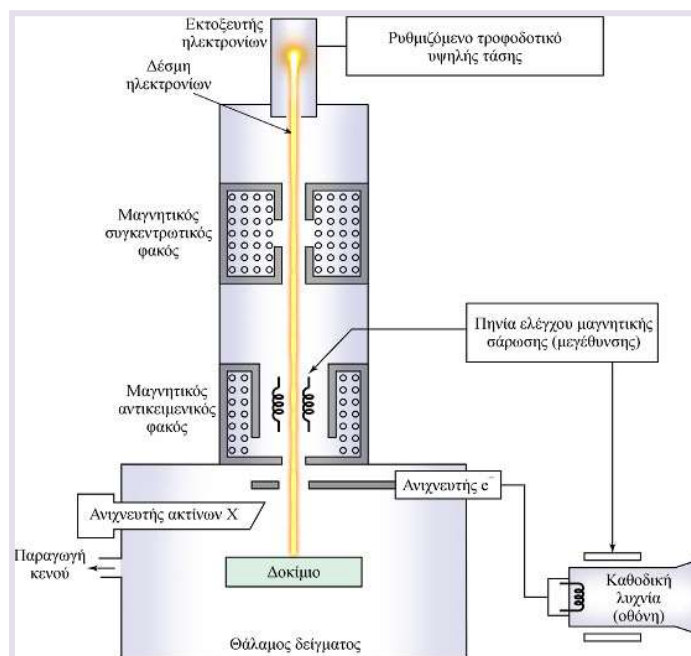 Εκτοξευτής
ηλεκτρονίων
Ρυθμιζόμενο τροφοδοτικό
υψηλής τάσης
Δέσμη
ηλεκτρονίων
Μαγνητικός
συγκεντρωτικός
φακός
Πηνία ελέγχου μαγνητικής
σάρωσης (μεγέθυνσης)
Μαγνητικός
αντικειμενικός
φακός
Ανιχνευτής e⁻
Ανιχνευτής ακτίνων X
Παραγωγή
κενού
Δοκίμιο
Καθοδική
λυχνία
(οθόνη)
Θάλαμος δείγματος